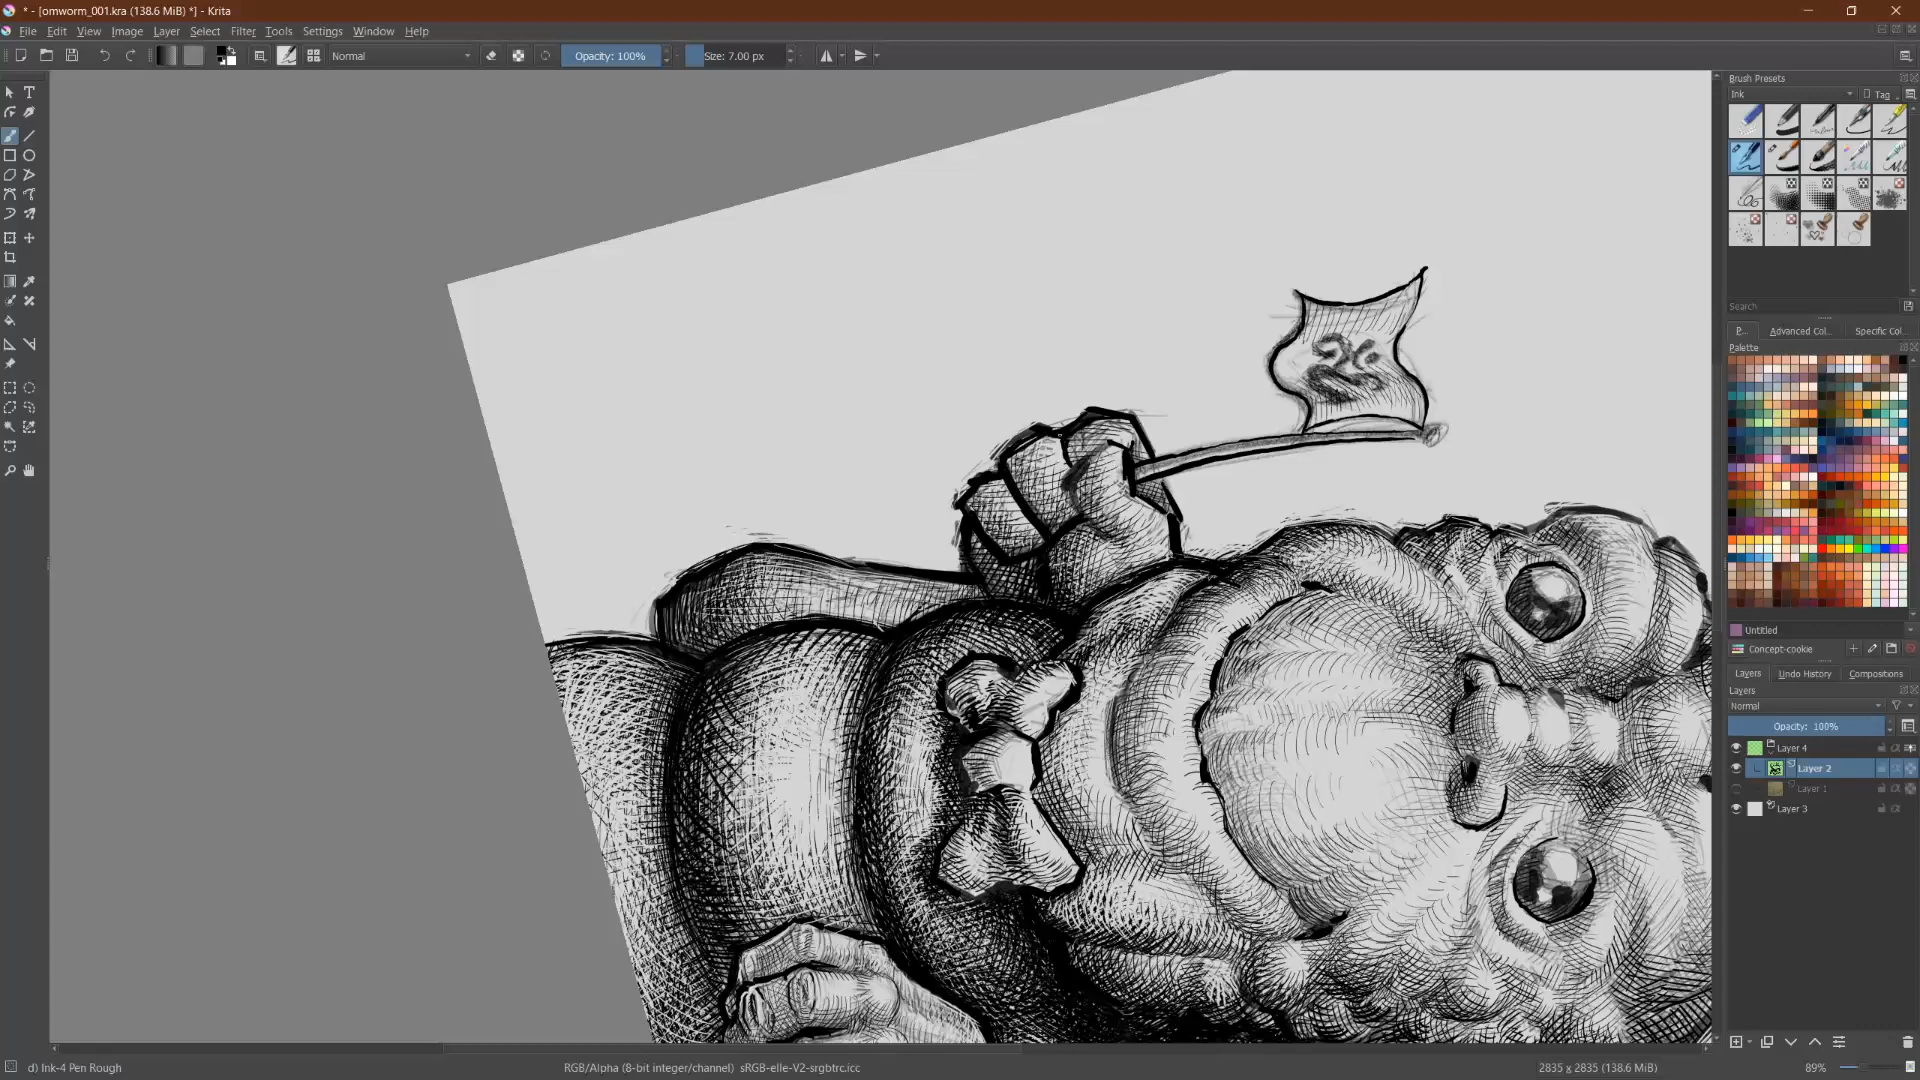 * - [omworm_001.kra (138.6 MiB) *] - Krita
File Edit View Image Layer Select Filter Tools Settings Window Help
Normal Opacity: 100% Size: 7.00 px
Brush Presets
Ink Tag
Search
P... Advanced Col... Specific Col...
Palette
Untitled
Concept-cookie
Layers Undo History Compositions
Layers
Normal
Opacity: 100%
Layer 4
Layer 2
Layer 1
Layer 3
d) Ink-4 Pen Rough RGB/Alpha (8-bit integer/channel) sRGB-elle-V2-srgbtrc.icc 2835 x 2835 (138.6 MiB) 89%